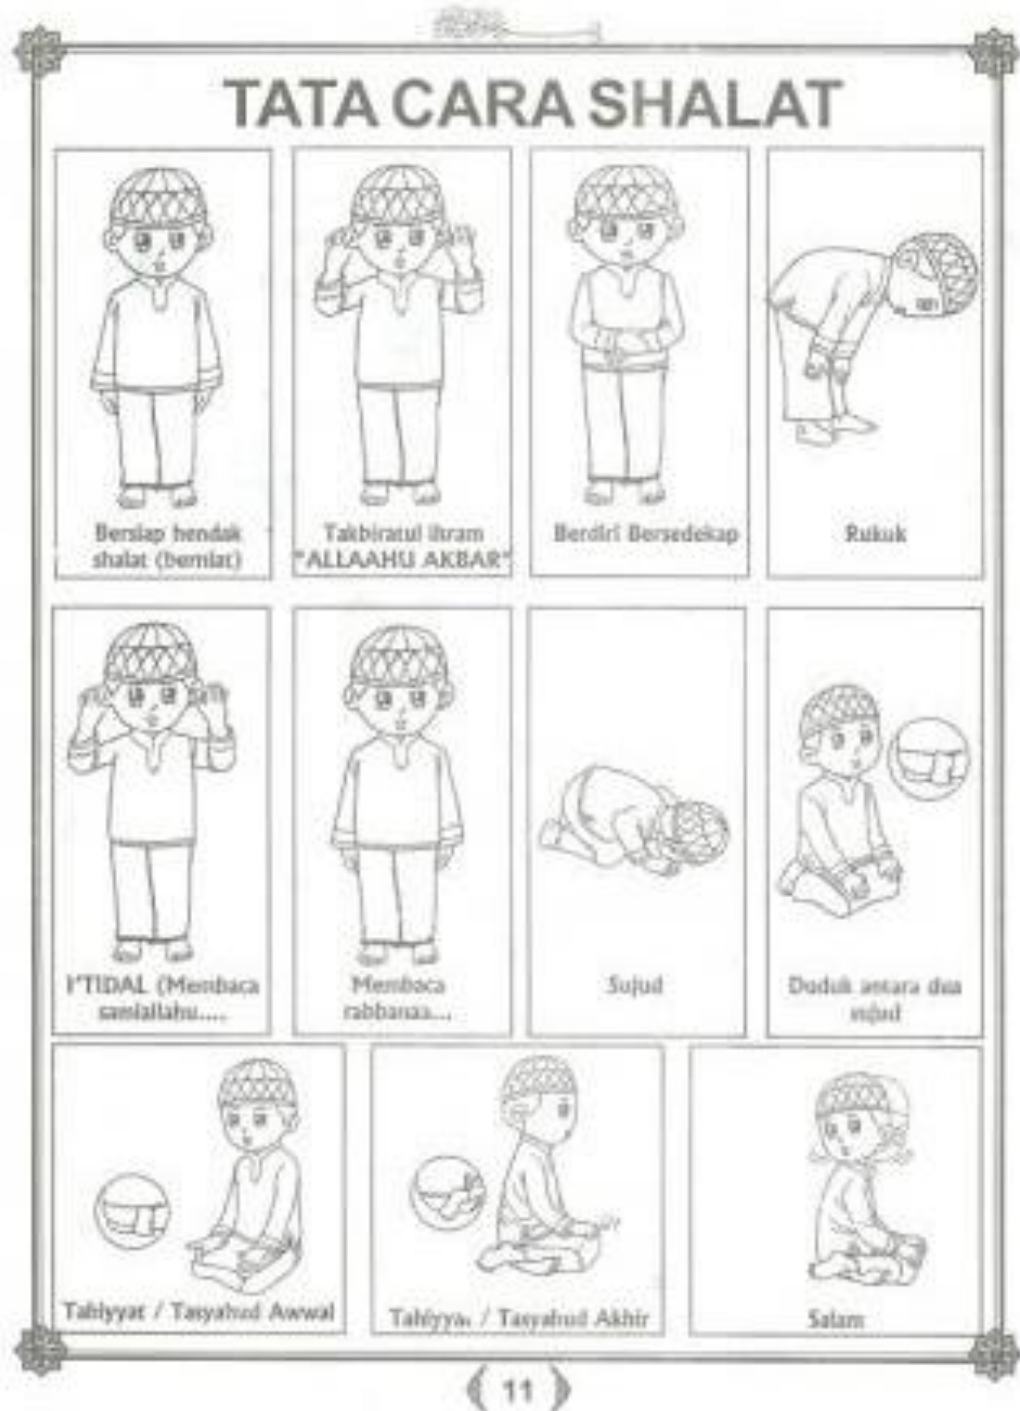 TATA CARA SHALAT
Bersiap hendak
shalat (berniat)
Takbiratul ihram
"ALLAAHU AKBAR"
Berdiri Bersedekap
Rukuk
I'TIDAL (Membaca
samiallahu....
Membaca
rabbanaa...
Sujud
Duduk antara dua
sujud
Tahiyyat / Tasyahud Awwal
Tahiyyat / Tasyahud Akhir
Salam
11